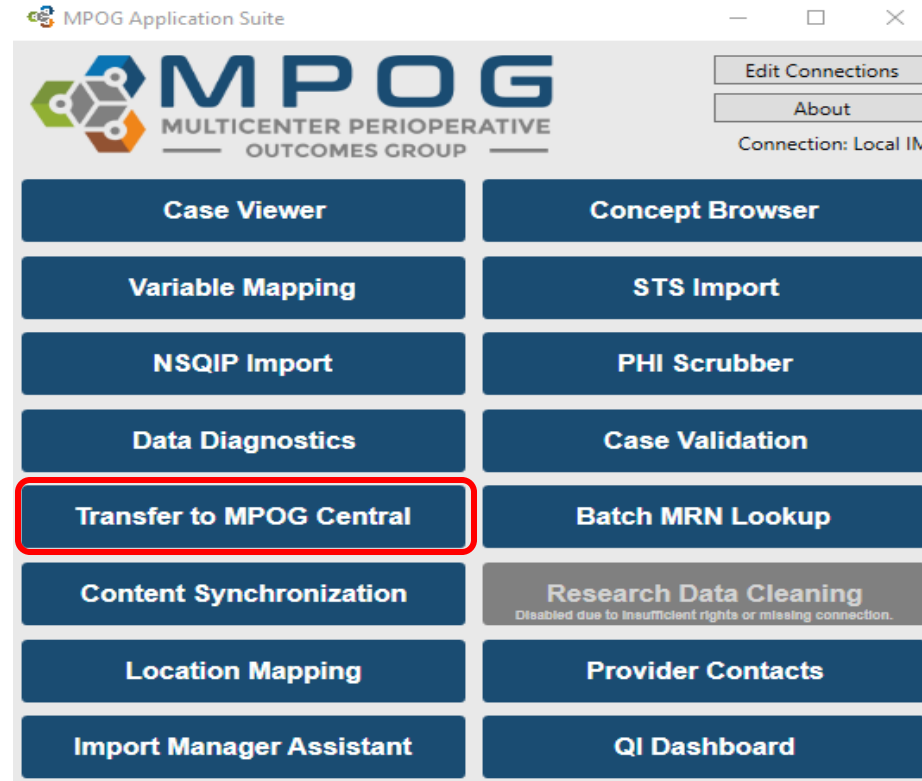 MPOG Application Suite
MPOG
MULTICENTER PERIOPERATIVE
OUTCOMES GROUP
Edit Connections
About
Connection: Local IM
Case Viewer
Concept Browser
Variable Mapping
STS Import
NSQIP Import
PHI Scrubber
Data Diagnostics
Case Validation
Transfer to MPOG Central
Batch MRN Lookup
Content Synchronization
Research Data Cleaning
Disabled due to insufficient rights or missing connection.
Location Mapping
Provider Contacts
Import Manager Assistant
QI Dashboard